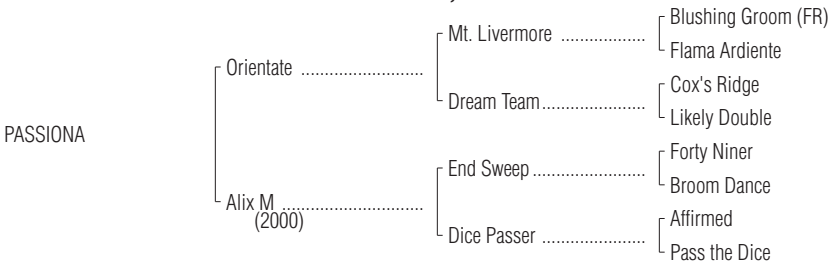 Blushing Groom (FR)
Mt. Livermore ..................
Flama Ardiente
Orientate ..........................
Cox's Ridge
Dream Team......................
Likely Double
PASSIONA
Forty Niner
End Sweep ........................
Broom Dance
Alix M ..............................
(2000)
Affirmed
Dice Passer ......................
Pass the Dice